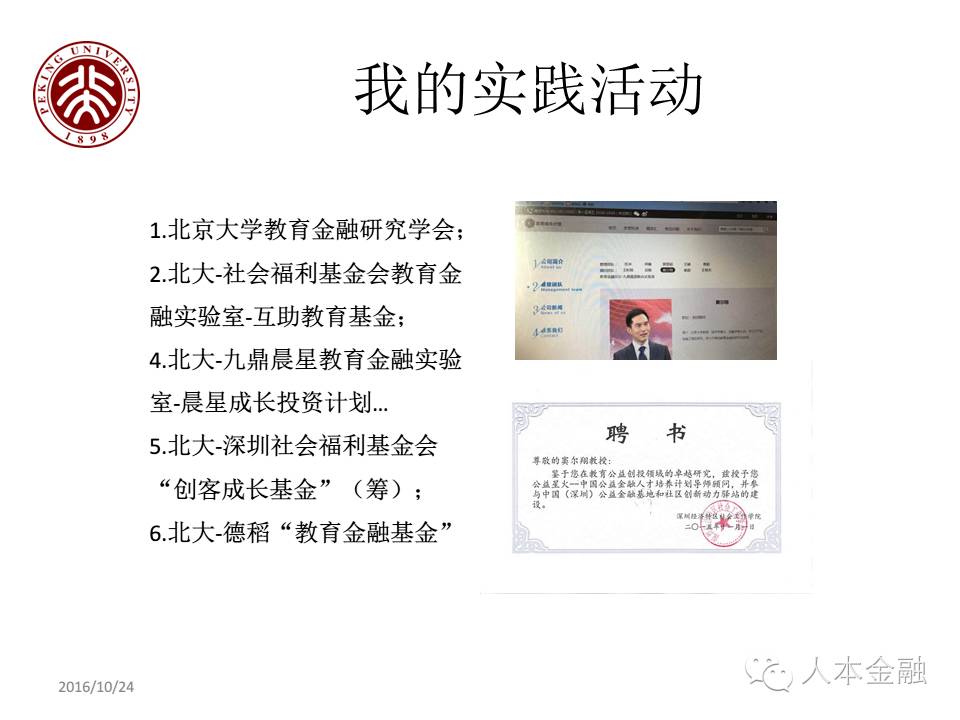 PEKING UNIVERSITY
1898
我的实践活动
1.北京大学教育金融研究学会；
2.北大-社会福利基金会教育金
融实验室-互助教育基金；
4.北大-九鼎晨星教育金融实验
室-晨星成长投资计划…
5.北大-深圳社会福利基金会
“创客成长基金”（筹）；
6.北大-德稻“教育金融基金”
1 公司简介
About us
2 管理团队
Management team
3 公司新闻
News of us
4 联系我们
聘 书
尊敬的窦尔翔教授：
鉴于您在教育公益创投领域的卓越研究，兹授予您
公益星火—中国公益金融人才培养计划导师顾问，并参
与中国（深圳）公益金融基地和社区创新动力驿站的建
设。
深圳经济特区社会工作学院
二〇一五年十一月一日
2016/10/24
人本金融